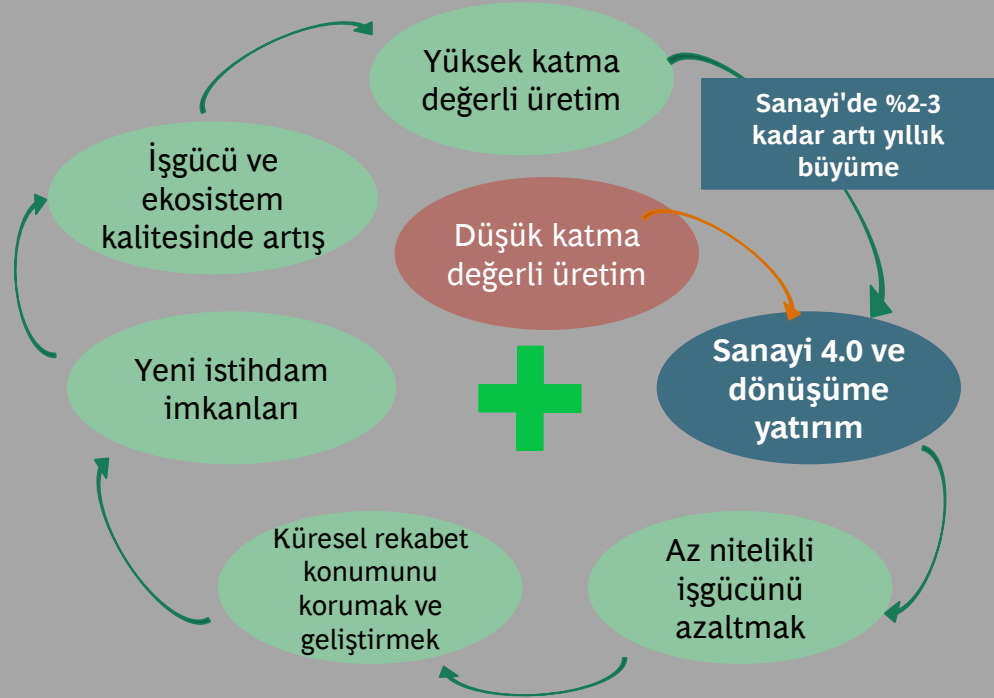 Yüksek katma
değerli üretim
Sanayi'de %2-3
kadar artı yıllık
büyüme
İşgücü ve
ekosistem
kalitesinde artış
Düşük katma
değerli üretim
Sanayi 4.0 ve
dönüşüme
yatırım
Yeni istihdam
imkanları
Küresel rekabet
konumunu
korumak ve
geliştirmek
Az nitelikli
işgücünü
azaltmak